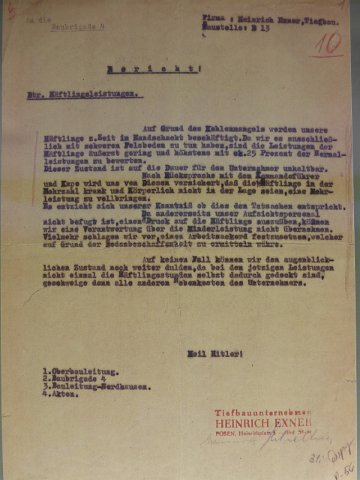 An die
Baubrigade 4
Firma : Heinrich Exner, Tiefbau.
Baustelle: B 13
10
B e r i c h t !
Btr. Häftlingsleistungen.
Auf Grund des Kohlenmangels werden unsere
Häftlinge z.Zeit im Handschacht beschäftigt. Da wir es ausschließ-
lich mit schweren Felsboden zu tun haben, sind die Leistungen der
Häftlinge äußerst gering und höchstens mit ca. 25 Prozent der Normal-
leistungen zu bewerten.
Dieser Zustand ist auf die Dauer für den Unternehmer unhaltbar.
Nach Rücksprache mit den Kommandoführer
und Kapo wird uns von Diesen versichert, das die Häftlinge in der
Mehrzahl krank und Körperlich nicht in der Lage seien, eine Mehr-
leistung zu vollbringen.
Es entzieht sich unserer Kenntnis ob dies den Tatsachen entspricht.
Da andererseits unser Aufsichtspersonal
nicht befugt ist, einen Druck auf die Häftlinge auszuüben, können
wir eine Verantwortung über die Minderleistung nicht übernehmen.
Vielmehr schlagen wir vor, einen Arbeitsakkord festzusetzen, welcher
auf Grund der Bodenbeschaffenheit zu ermitteln wäre.
Auf keinen Fall können wir den augenblick-
lichen Zustand noch weiter dulden, da bei den jetzigen Leistungen
nicht einmal die Häftlingsstunden selbst dadurch gedeckt sind,
geschweige denn alle anderen Unkosten des Unternehmers.
Heil Hitler!
1. Oberbauleitung.
2. Baubrigade 4
3. Bauleitung-Nordhausen.
4. Akten.
Tiefbauunternehmen
HEINRICH EXNER
POSEN,